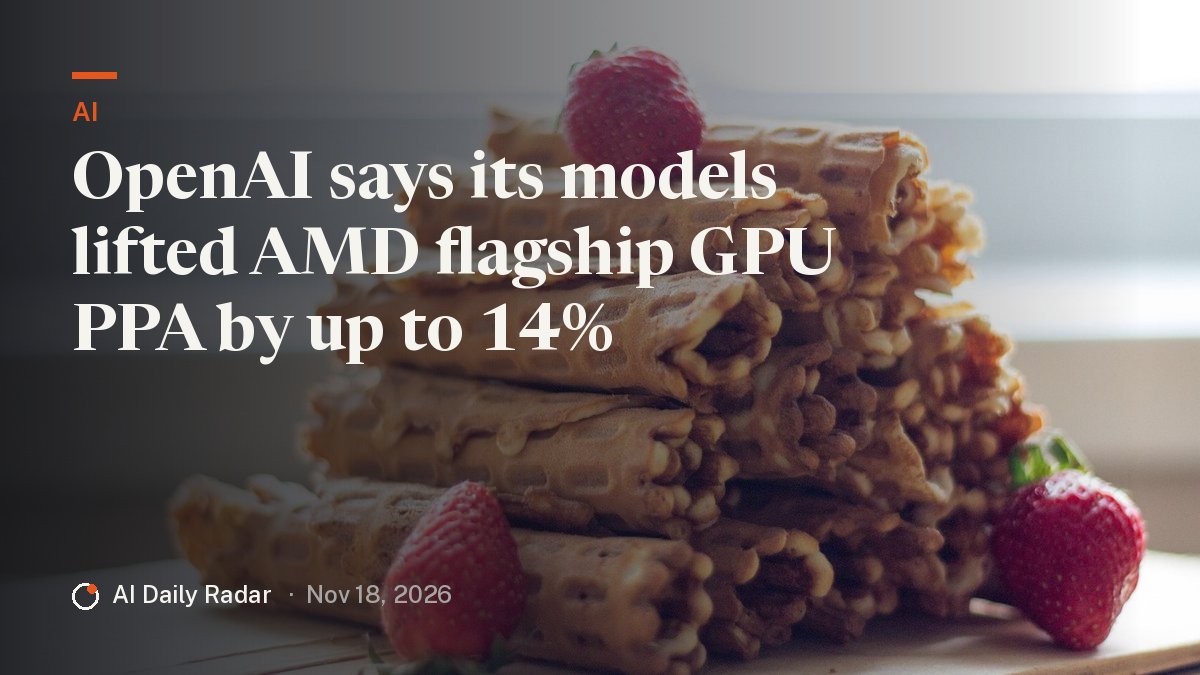 AI
OpenAI says its models
lifted AMD flagship GPU
PPA by up to 14%
AI Daily Radar · Nov 18, 2026